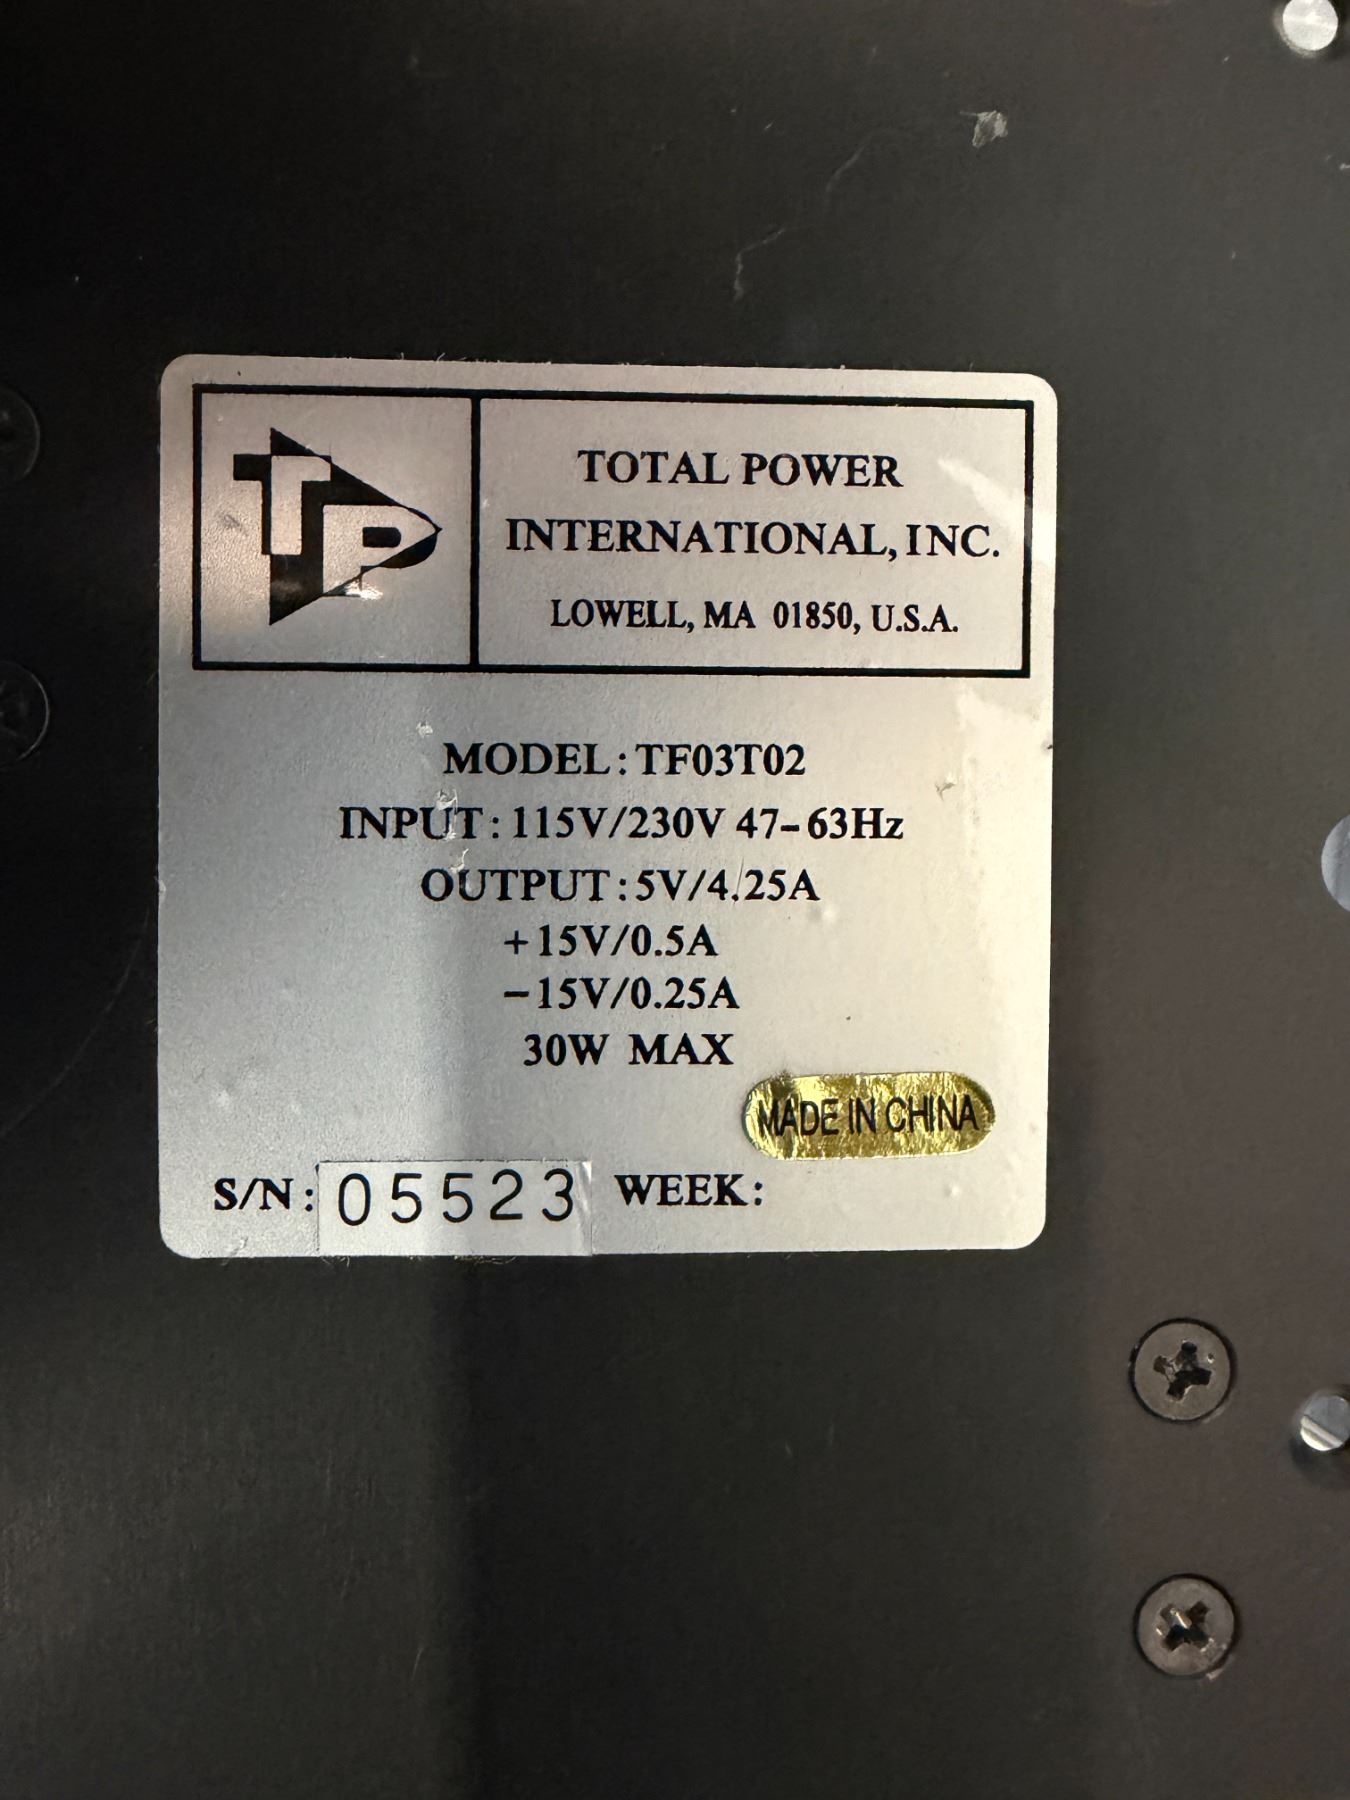 TP
TOTAL POWER
INTERNATIONAL, INC.
LOWELL, MA 01850, U.S.A.
MODEL: TF03T02
INPUT: 115V/230V 47-63Hz
OUTPUT: 5V/4.25A
+15V/0.5A
-15V/0.25A
30W MAX
MADE IN CHINA
S/N: 05523 WEEK: